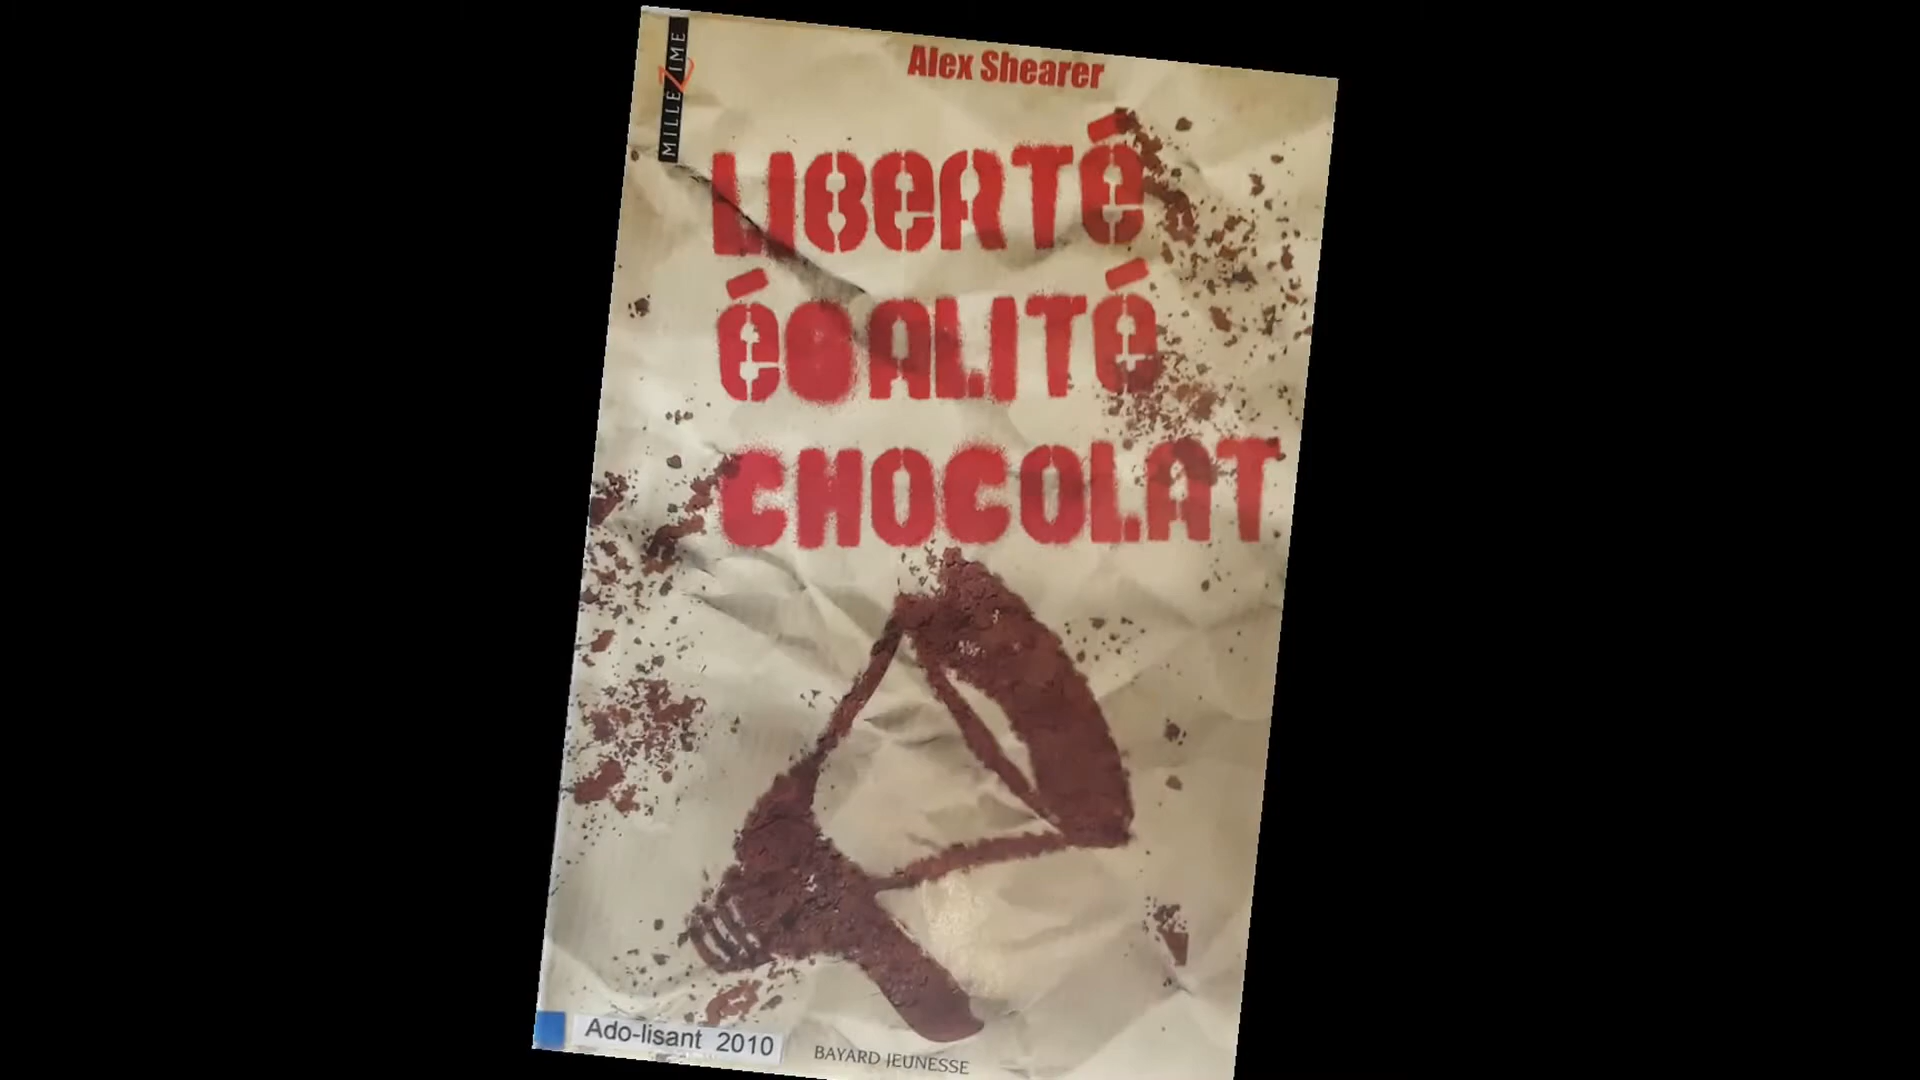 Alex Shearer
MILLEZIME
LIBERTÉ
ÉGALITÉ
CHOCOLAT
Ado-lisant 2010
BAYARD JEUNESSE